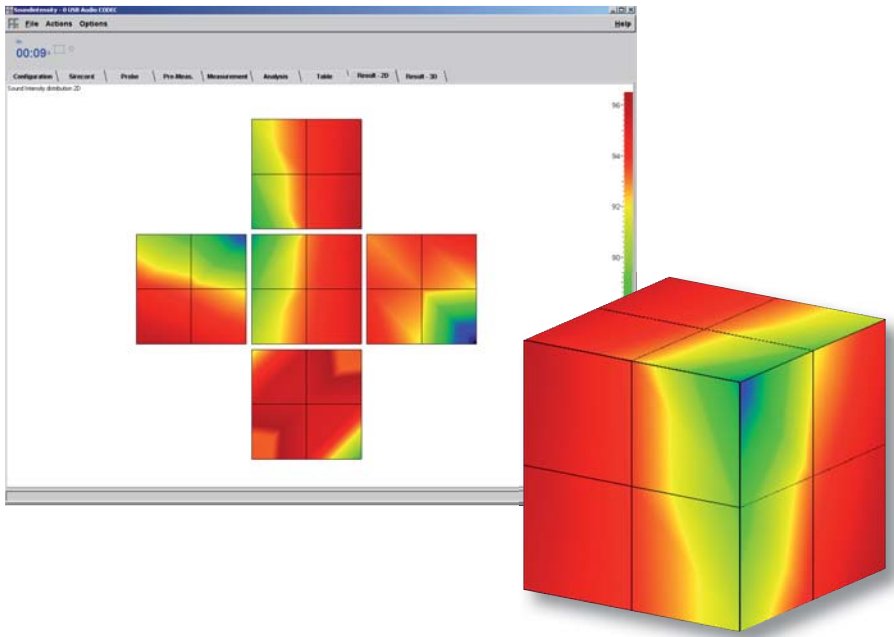 SoundIntensity - 0 USB Audio CODEC
File Actions Options Help
00:09
Configuration Sirecord Probe Pre-Meas. Measurement Analysis Table Result - 2D Result - 3D
Sound Intensity distribution 2D
96
94
92
90